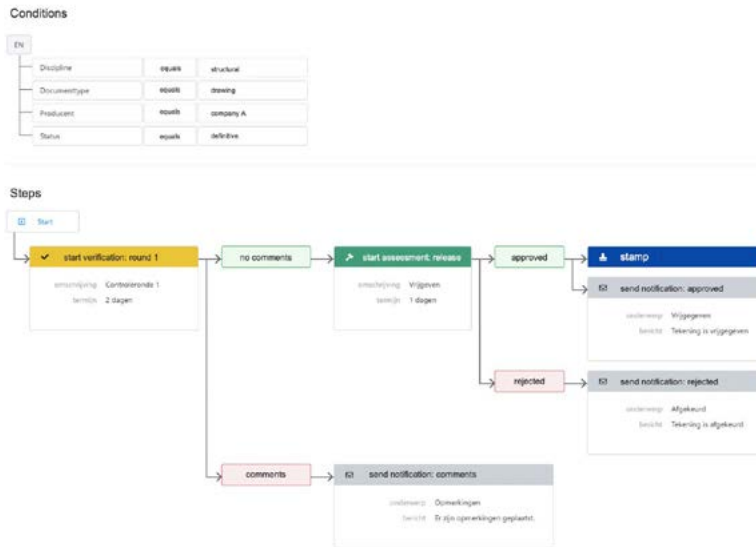 Conditions
EN
Discipline equals structural
Documenttype equals drawing
Producent equals company A
Status equals definitive
Steps
Start
start verification: round 1
no comments
start assessment: release
approved
stamp
omschrijving Controleronde 1
termijn 2 dagen
omschrijving Vrijgeven
termijn 1 dagen
send notification: approved
onderwerp Vrijgegeven
bericht Tekening is vrijgegeven
rejected
send notification: rejected
onderwerp Afgekeurd
bericht Tekening is afgekeurd
comments
send notification: comments
onderwerp Opmerkingen
bericht Er zijn opmerkingen geplaatst.